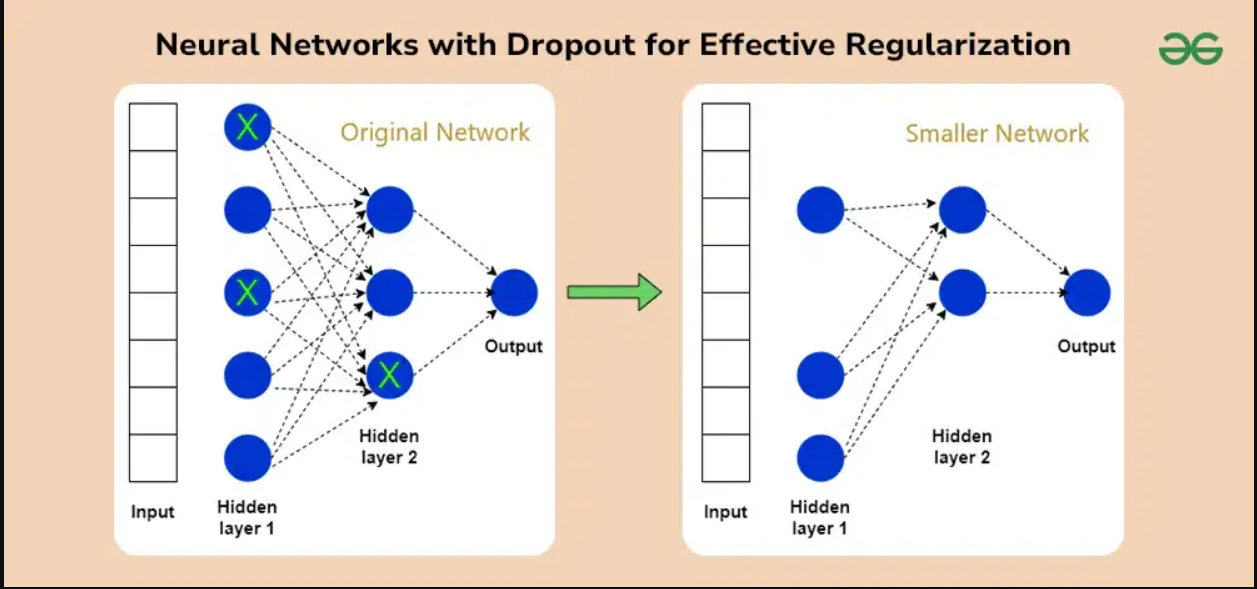 Neural Networks with Dropout for Effective Regularization
Original Network
X
X
X
Output
Hidden
layer 2
Input
Hidden
layer 1
Smaller Network
Output
Hidden
layer 2
Input
Hidden
layer 1